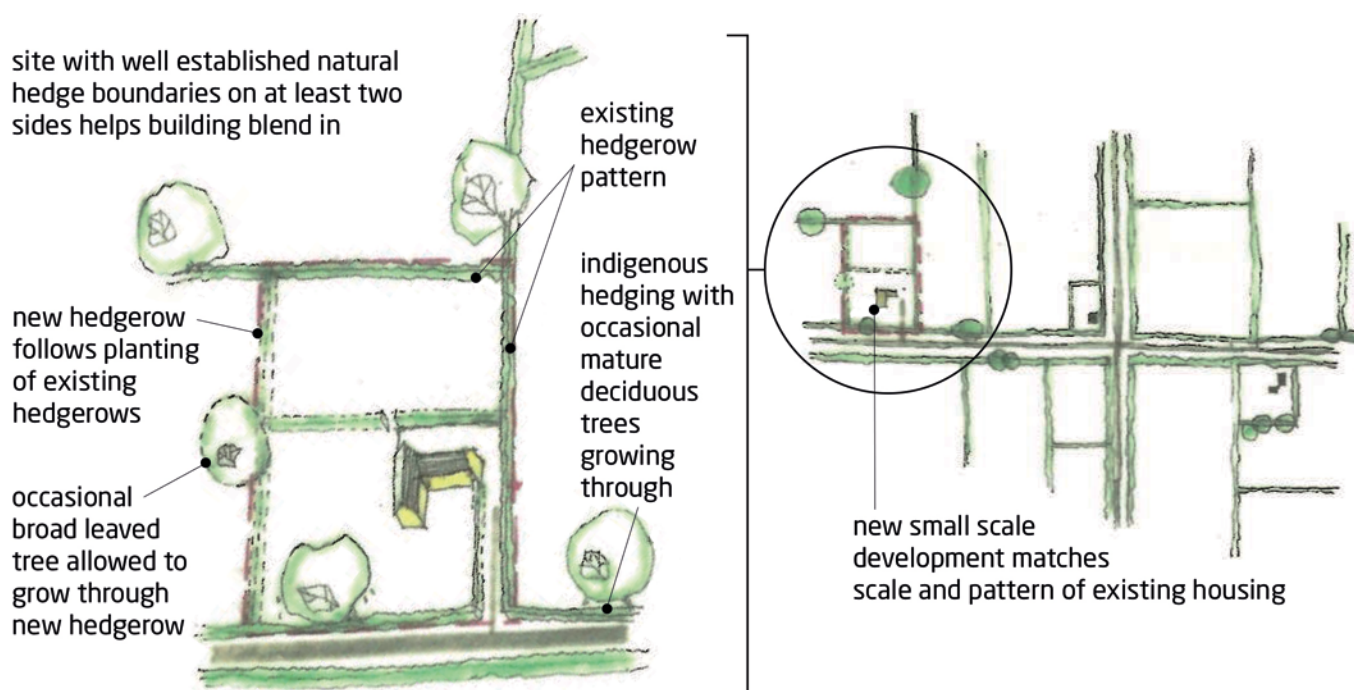 site with well established natural
hedge boundaries on at least two
sides helps building blend in
existing
hedgerow
pattern
new hedgerow
follows planting
of existing
hedgerows
indigenous
hedging with
occasional
mature
deciduous
trees
growing
through
occasional
broad leaved
tree allowed to
grow through
new hedgerow
new small scale
development matches
scale and pattern of existing housing